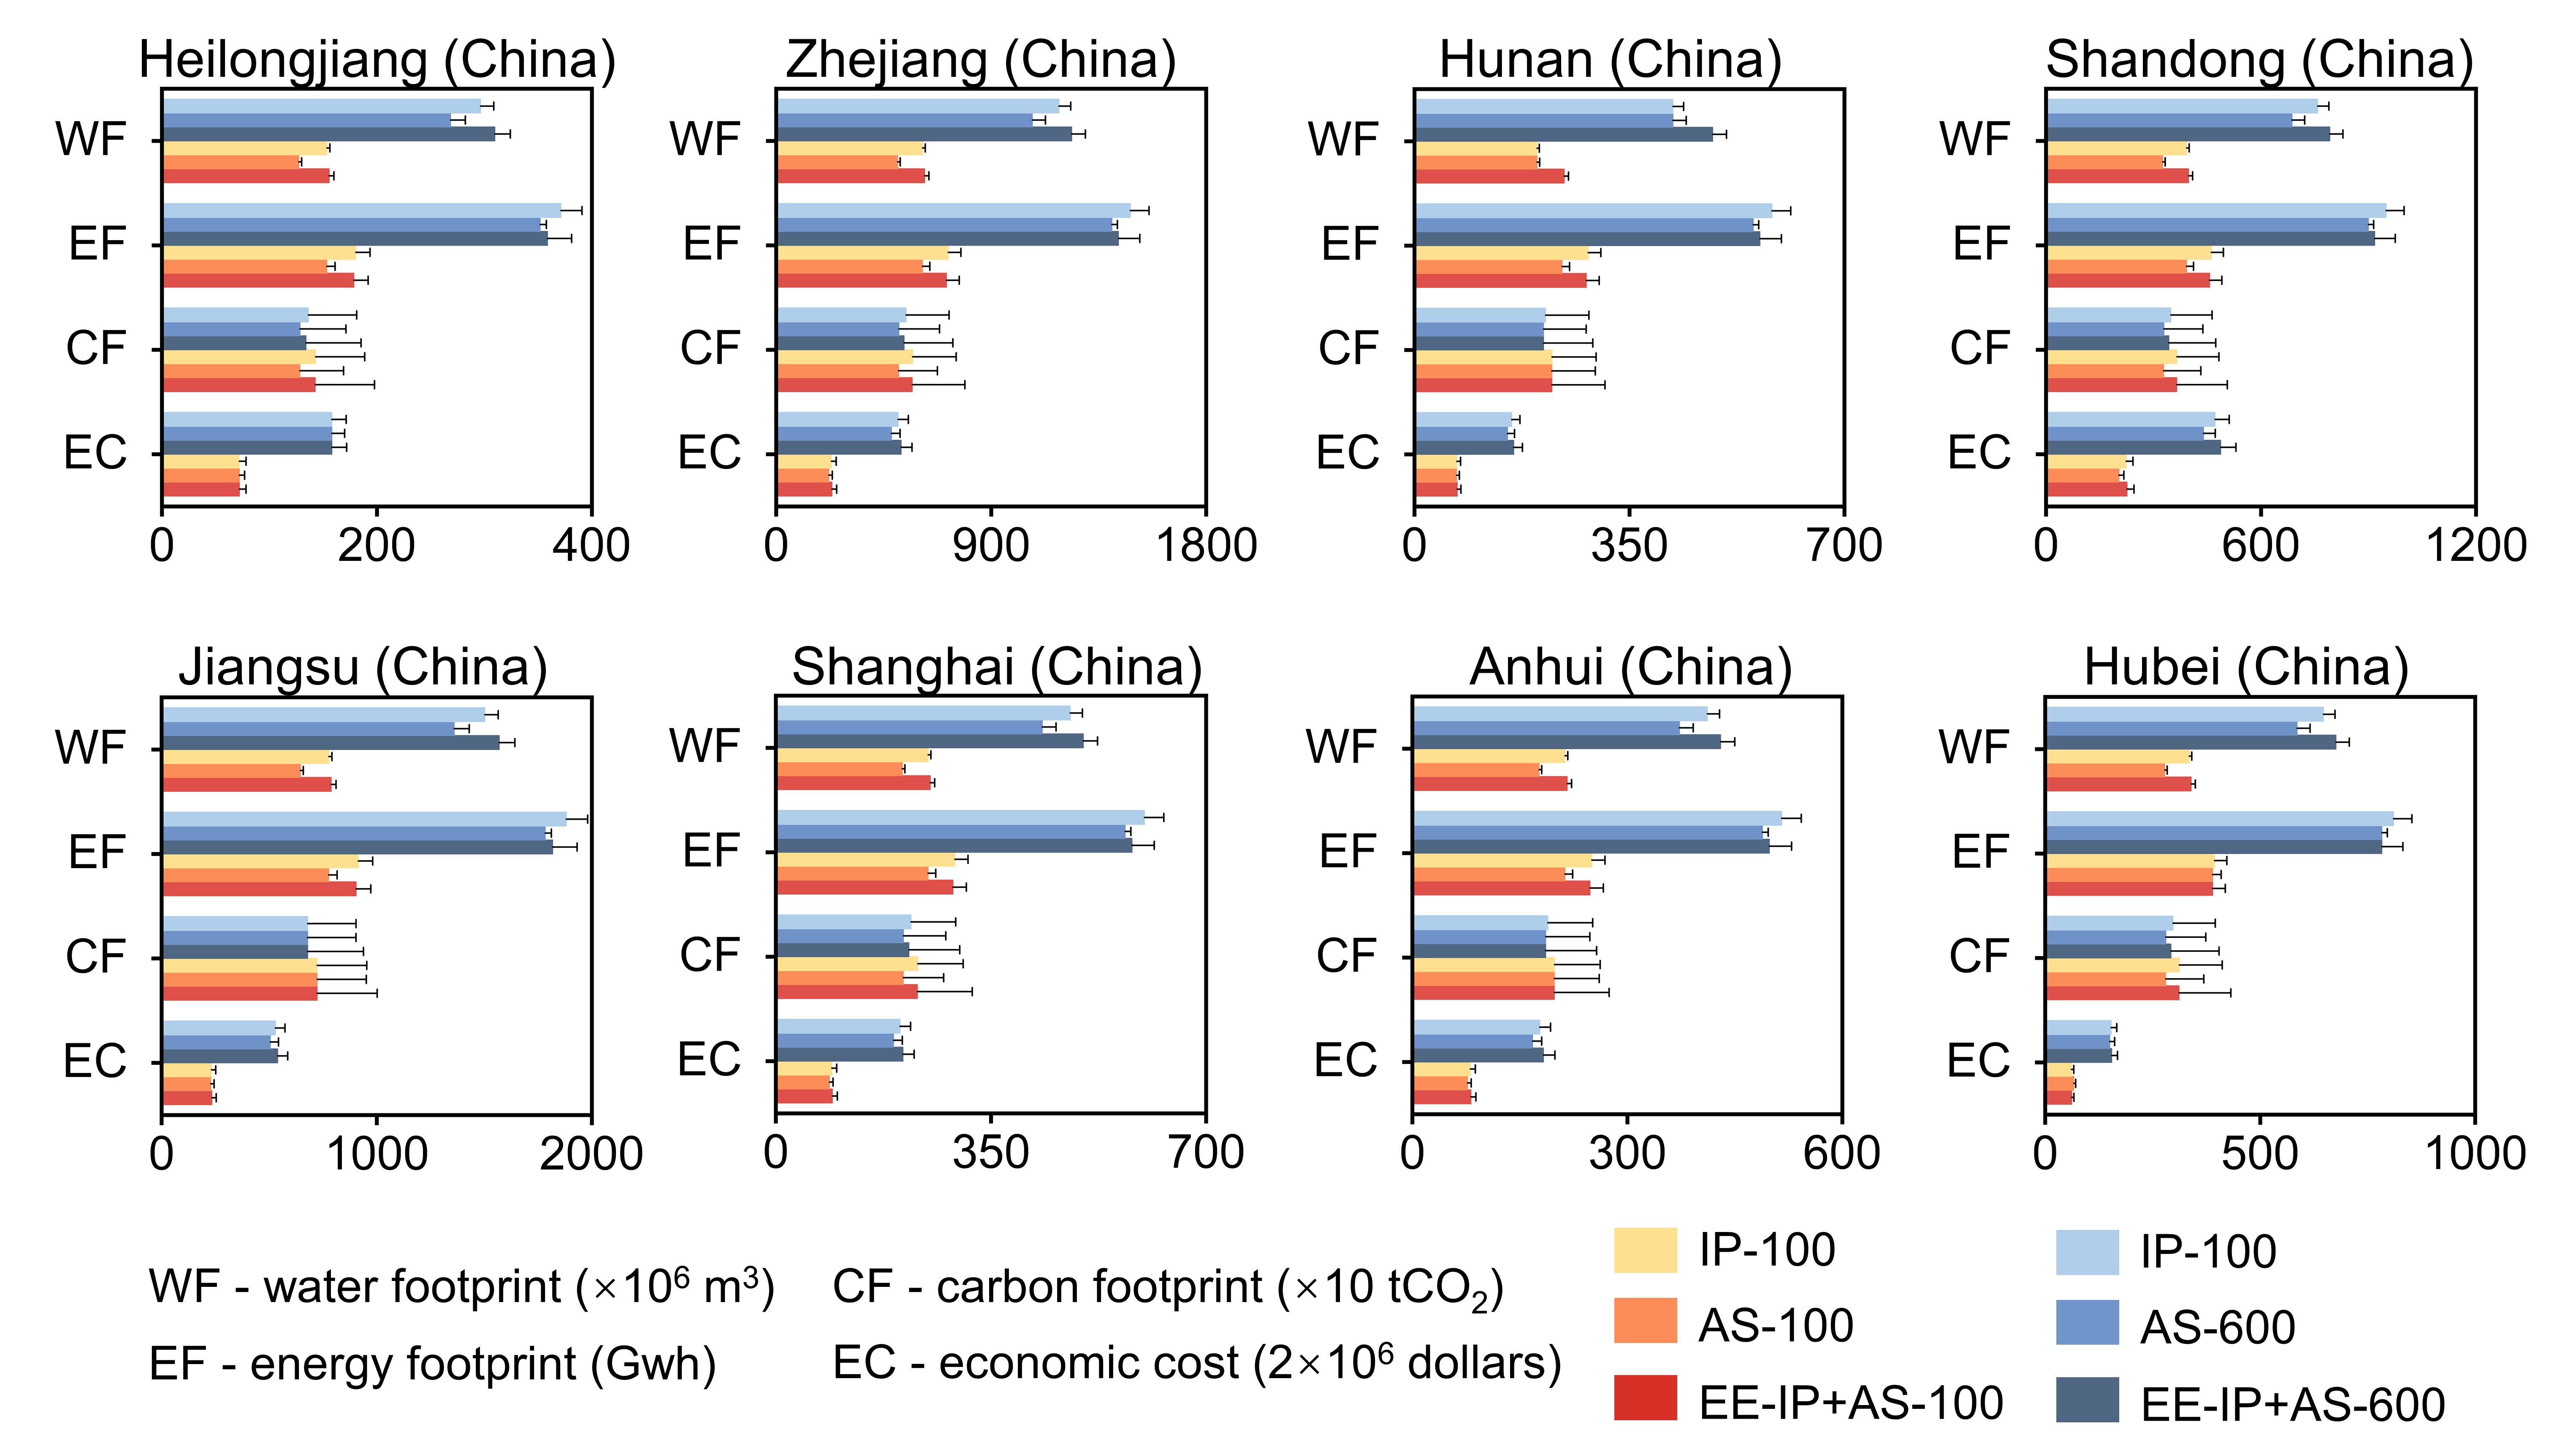 Heilongjiang (China)
WF
EF
CF
EC
0 200 400
Zhejiang (China)
WF
EF
CF
EC
0 900 1800
Hunan (China)
WF
EF
CF
EC
0 350 700
Shandong (China)
WF
EF
CF
EC
0 600 1200
Jiangsu (China)
WF
EF
CF
EC
0 1000 2000
Shanghai (China)
WF
EF
CF
EC
0 350 700
Anhui (China)
WF
EF
CF
EC
0 300 600
Hubei (China)
WF
EF
CF
EC
0 500 1000
WF - water footprint (×10⁶ m³)
EF - energy footprint (Gwh)
CF - carbon footprint (×10 tCO₂)
EC - economic cost (2×10⁶ dollars)
IP-100
AS-100
EE-IP+AS-100
IP-100
AS-600
EE-IP+AS-600